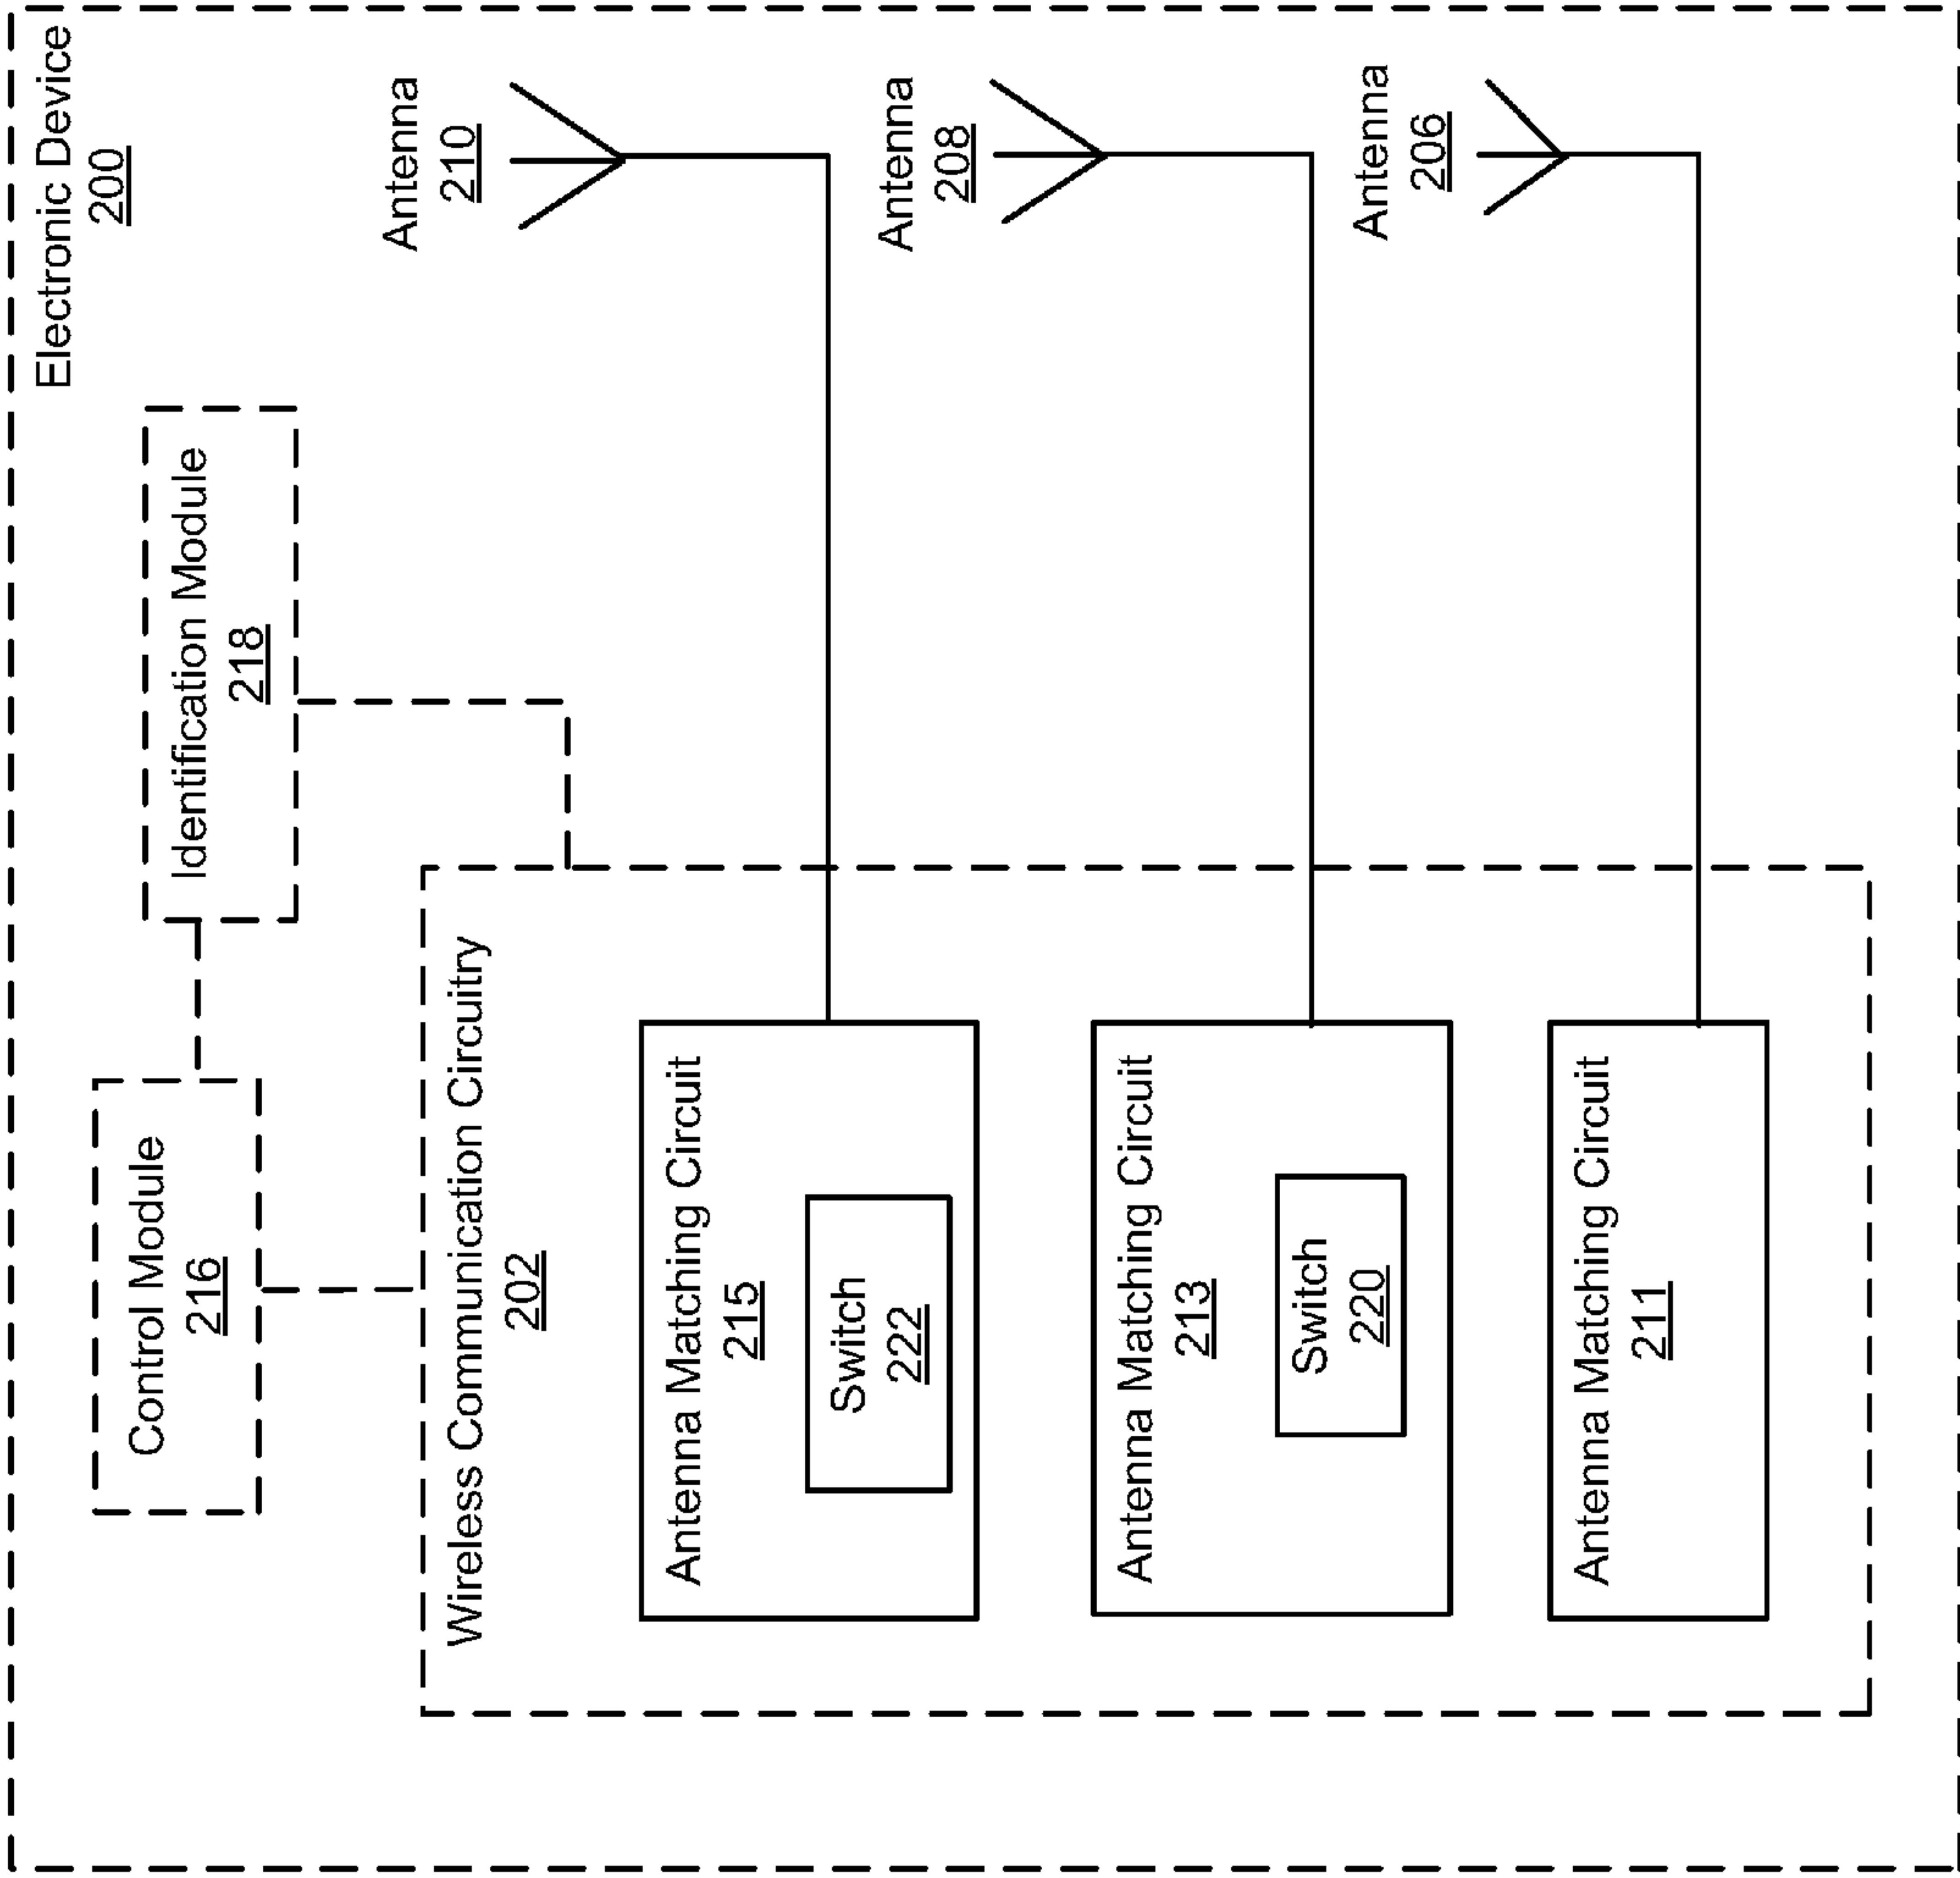 Electronic Device
200
Control Module
216
Identification Module
218
Wireless Communication Circuitry
202
Antenna Matching Circuit
215
Switch
222
Antenna
210
Antenna Matching Circuit
213
Switch
220
Antenna
208
Antenna Matching Circuit
211
Antenna
206